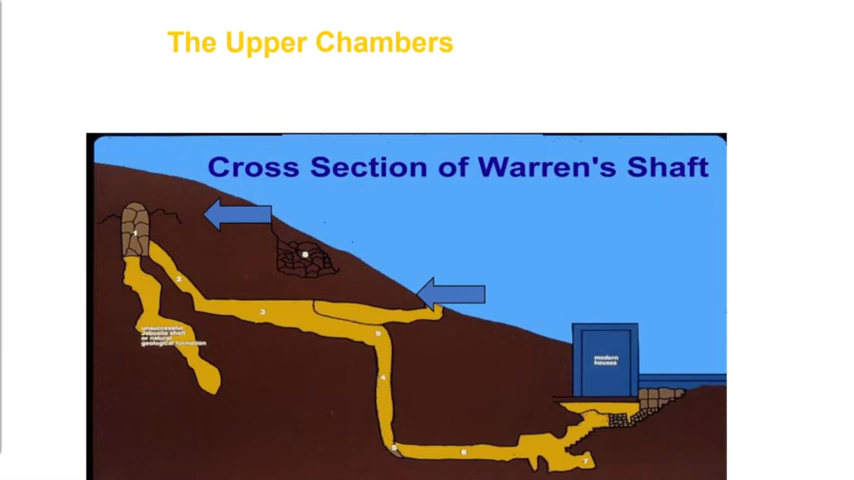 The Upper Chambers
Cross Section of Warren's Shaft
1
8
2
3
9
unsuccessful
Jebusite shaft
or natural
geological formation
modern
houses
4
5
6
7